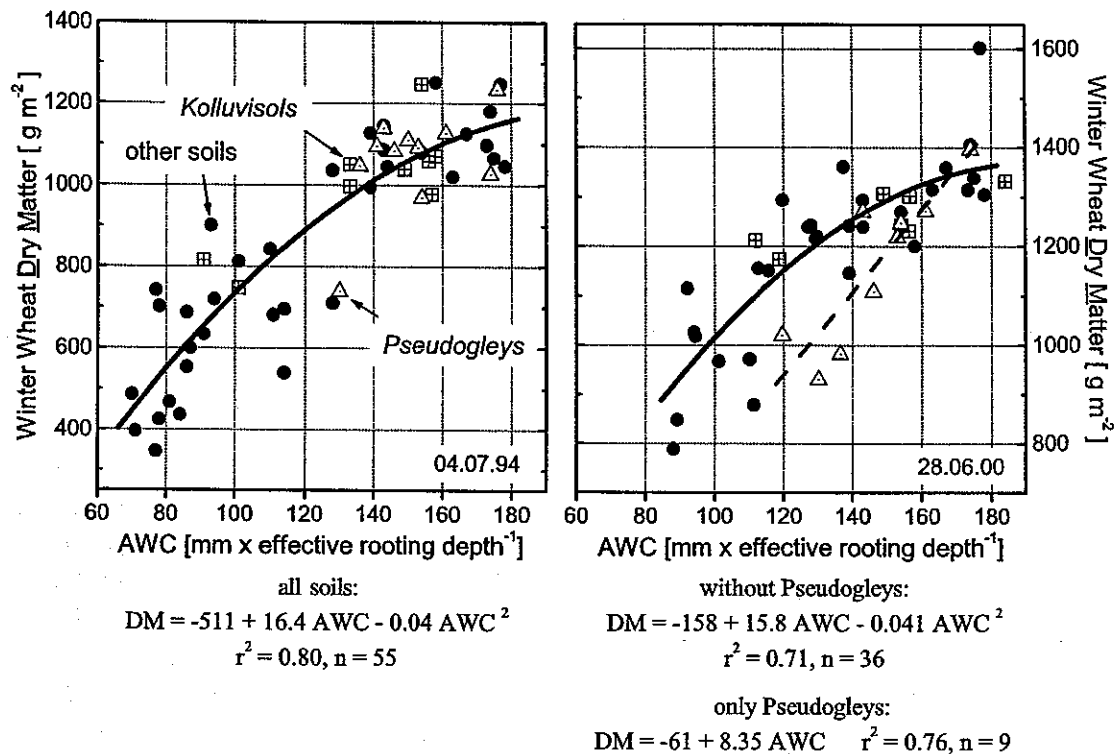 1400
1200
1000
800
600
400
Winter Wheat Dry Matter [ g m-2]
Kolluvisols
other soils
Pseudogleys
04.07.94
60 80 100 120 140 160 180
AWC [mm x effective rooting depth-1]
all soils:
DM = -511 + 16.4 AWC - 0.04 AWC 2
r2 = 0.80, n = 55
1600
1400
1200
1000
800
Winter Wheat Dry Matter [ g m-2 ]
28.06.00
60 80 100 120 140 160 180
AWC [mm x effective rooting depth-1]
without Pseudogleys:
DM = -158 + 15.8 AWC - 0.041 AWC 2
r2 = 0.71, n = 36
only Pseudogleys:
DM = -61 + 8.35 AWC r2 = 0.76, n = 9